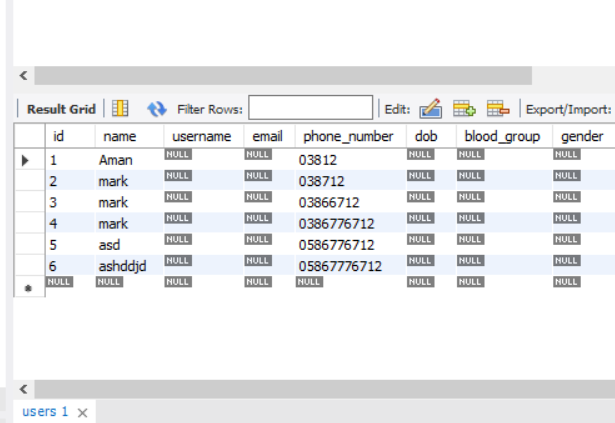 Result Grid Filter Rows: Edit: Export/Import:
id name username email phone_number dob blood_group gender
1 Aman NULL NULL 03812 NULL NULL NULL
2 mark NULL NULL 038712 NULL NULL NULL
3 mark NULL NULL 03866712 NULL NULL NULL
4 mark NULL NULL 0386776712 NULL NULL NULL
5 asd NULL NULL 0586776712 NULL NULL NULL
6 ashddjd NULL NULL 05867776712 NULL NULL NULL
NULL NULL NULL NULL NULL NULL NULL NULL
users 1